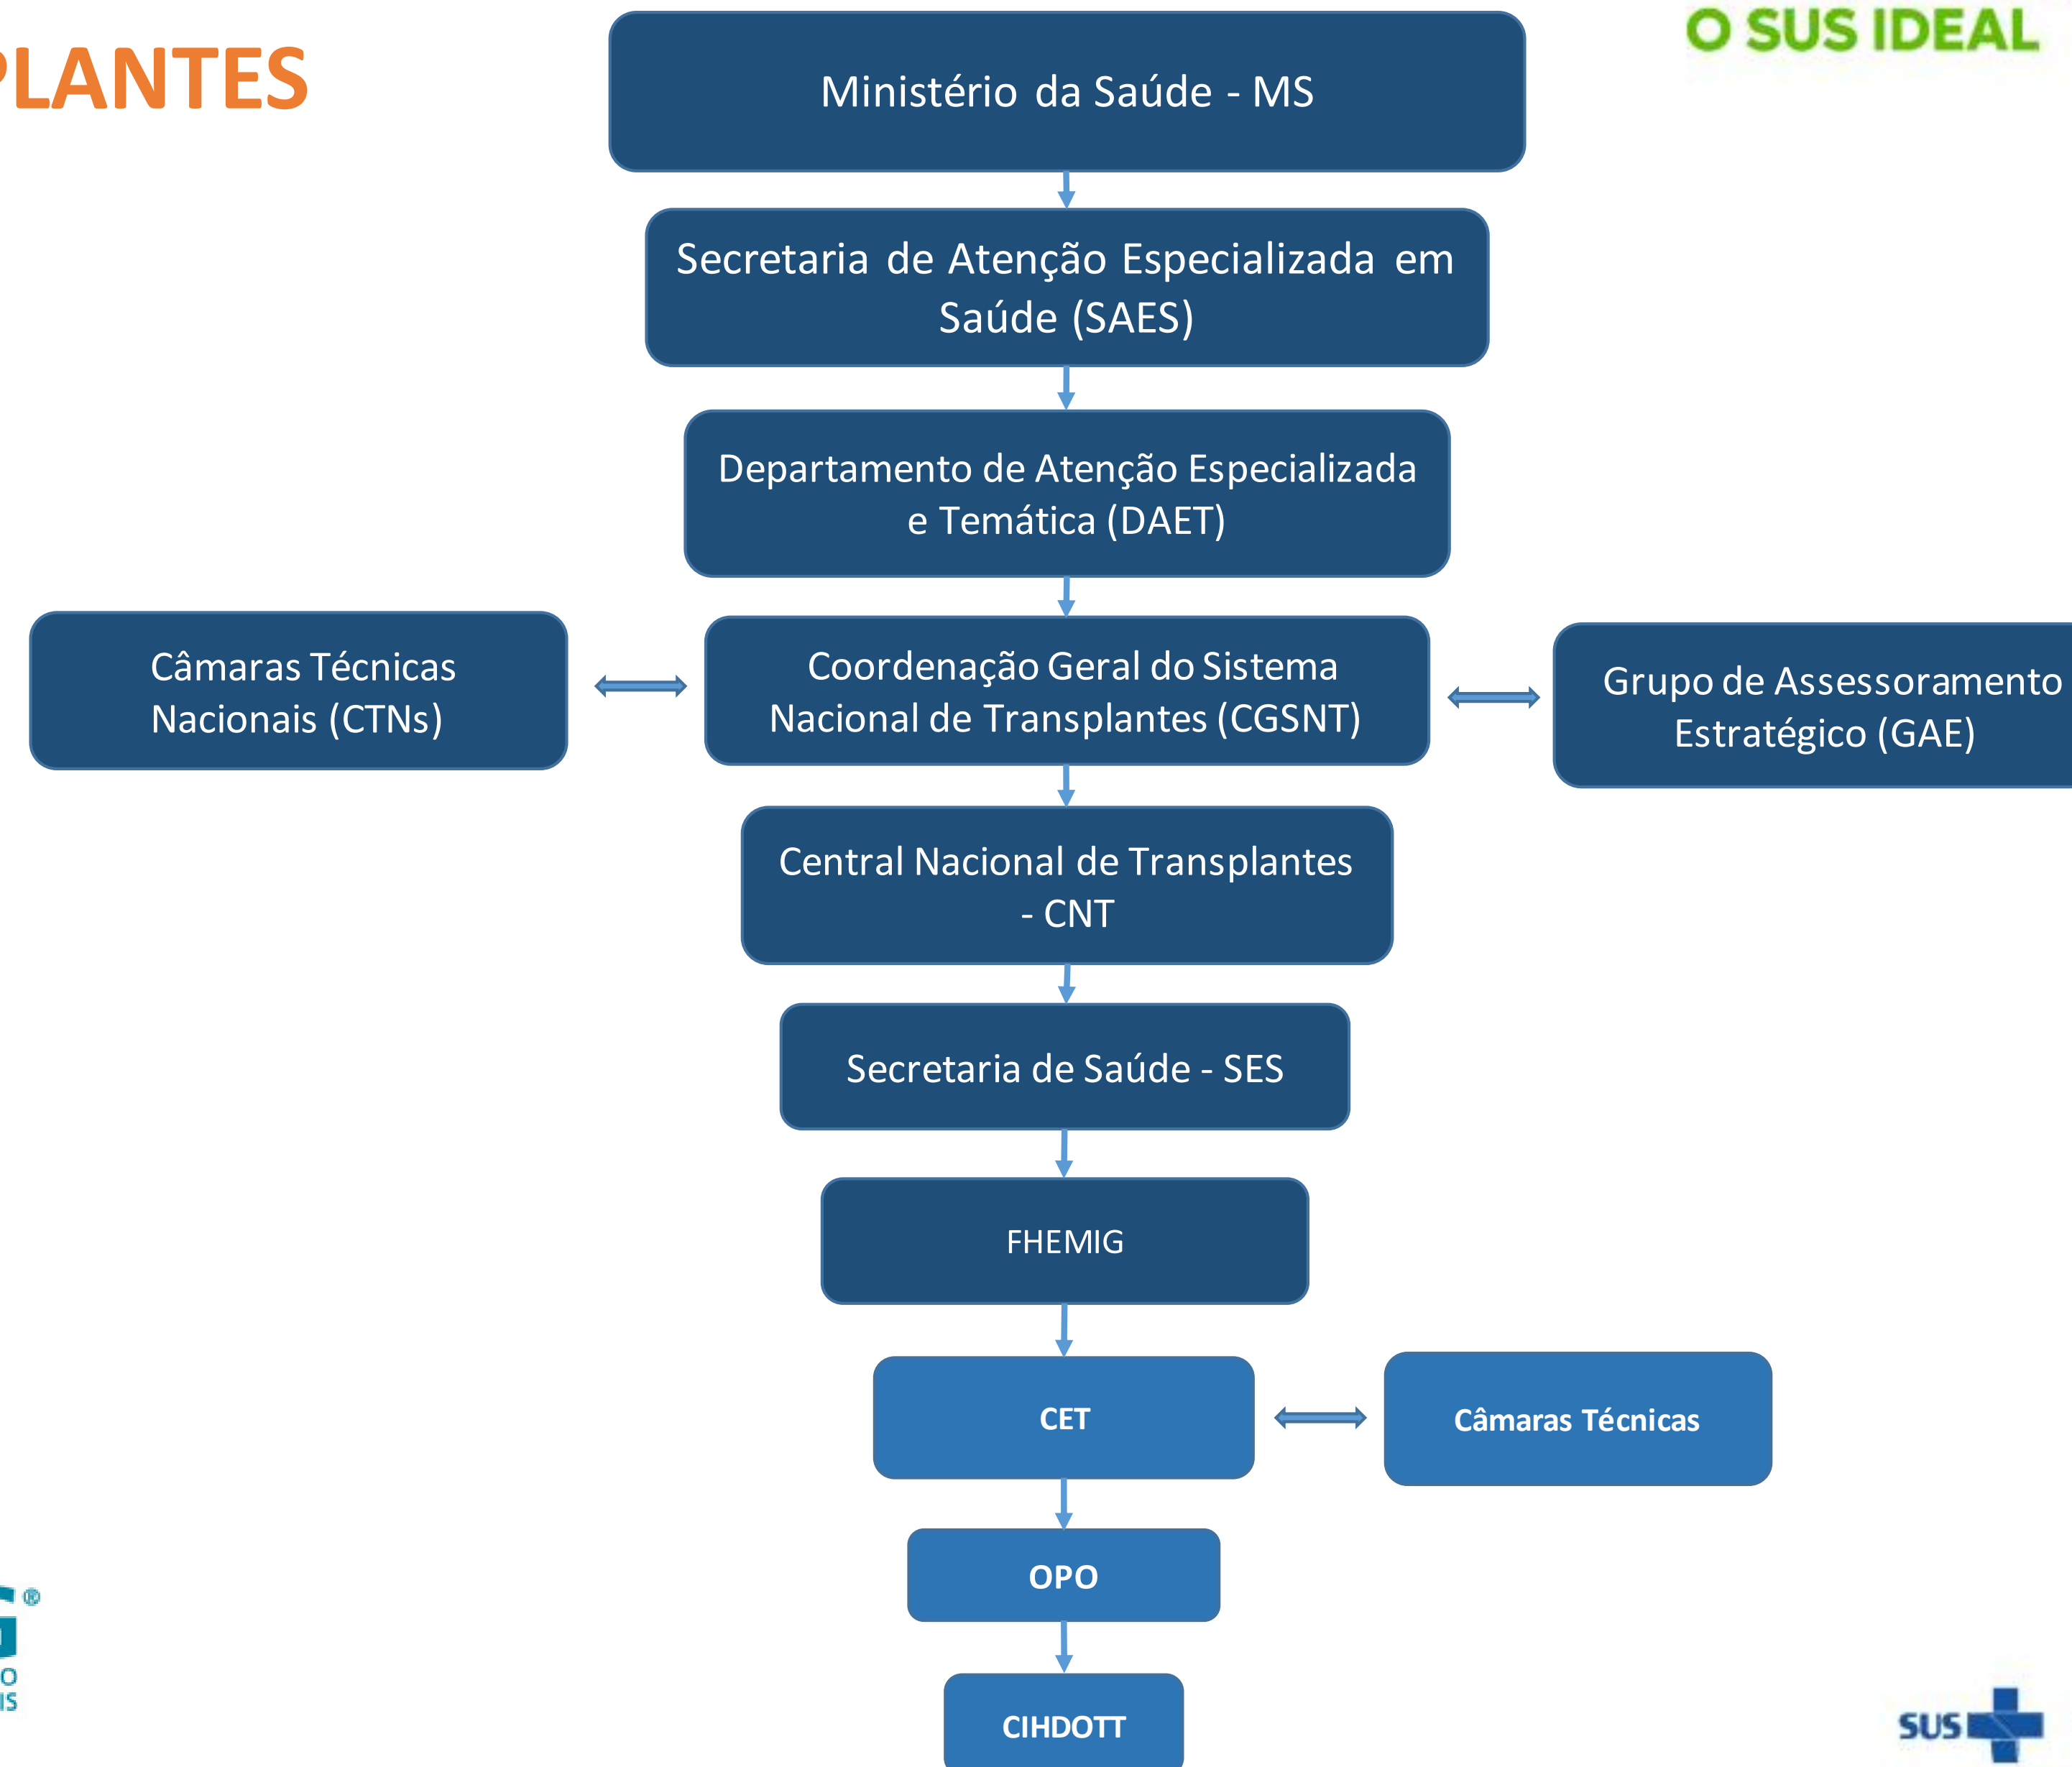 PLANTES
O SUS IDEAL
Ministério da Saúde - MS
Secretaria de Atenção Especializada em
Saúde (SAES)
Departamento de Atenção Especializada
e Temática (DAET)
Câmaras Técnicas
Nacionais (CTNs)
Coordenação Geral do Sistema
Nacional de Transplantes (CGSNT)
Grupo de Assessoramento
Estratégico (GAE)
Central Nacional de Transplantes
- CNT
Secretaria de Saúde - SES
FHEMIG
CET
Câmaras Técnicas
OPO
CIHDOTT
®
O
IS
SUS